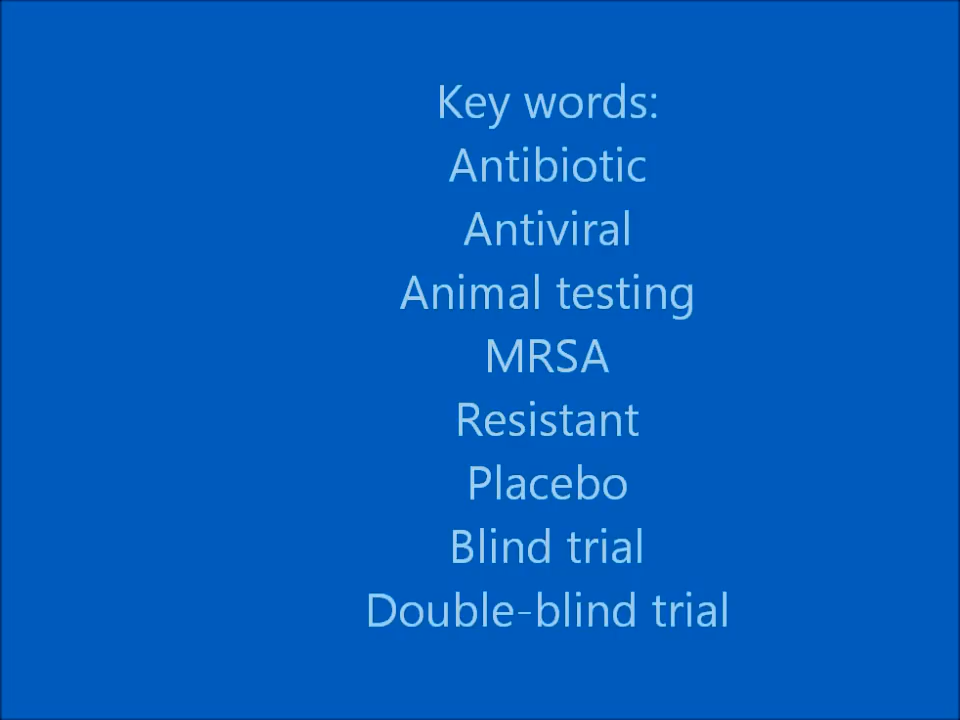 Key words:
Antibiotic
Antiviral
Animal testing
MRSA
Resistant
Placebo
Blind trial
Double-blind trial